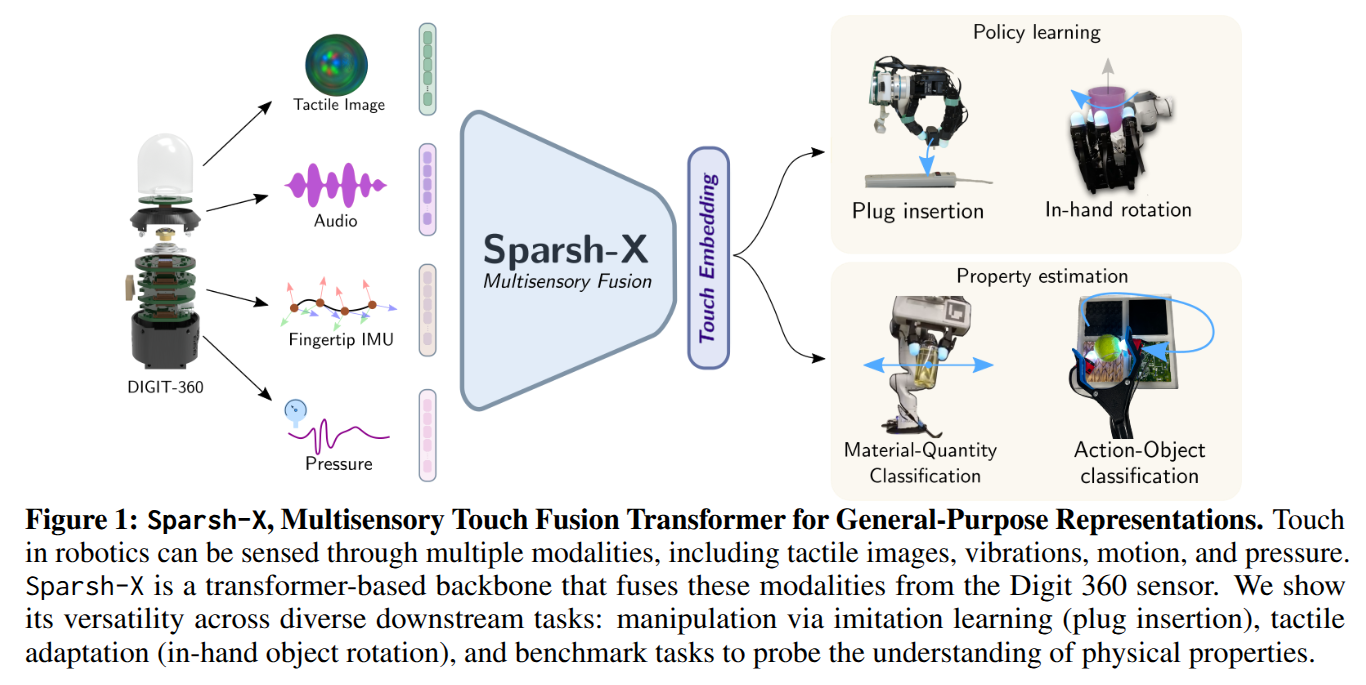 Policy learning
Tactile Image
Plug insertion
In-hand rotation
Audio
Sparsh-X
Multisensory Fusion
Touch Embedding
Property estimation
Fingertip IMU
DIGIT-360
Material-Quantity
Classification
Action-Object
classification
Pressure
Figure 1: Sparsh-X, Multisensory Touch Fusion Transformer for General-Purpose Representations. Touch
in robotics can be sensed through multiple modalities, including tactile images, vibrations, motion, and pressure.
Sparsh-X is a transformer-based backbone that fuses these modalities from the Digit 360 sensor. We show
its versatility across diverse downstream tasks: manipulation via imitation learning (plug insertion), tactile
adaptation (in-hand object rotation), and benchmark tasks to probe the understanding of physical properties.